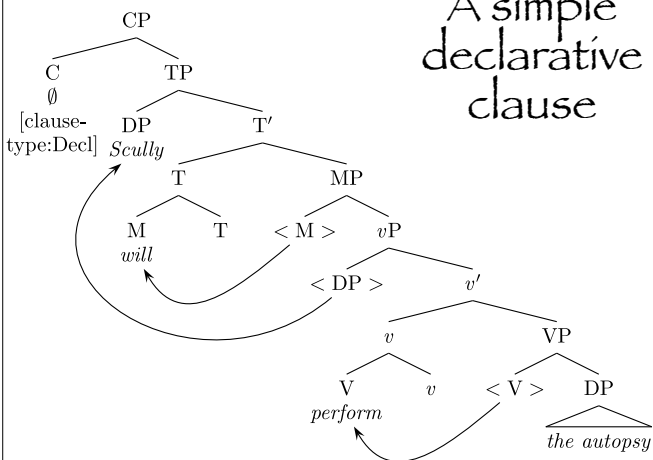 A simple
declarative
clause
CP
C TP
∅
[clause-
type:Decl]
DP T′
Scully
T MP
M T < M > vP
will
< DP > v′
v VP
V v < V > DP
perform
the autopsy